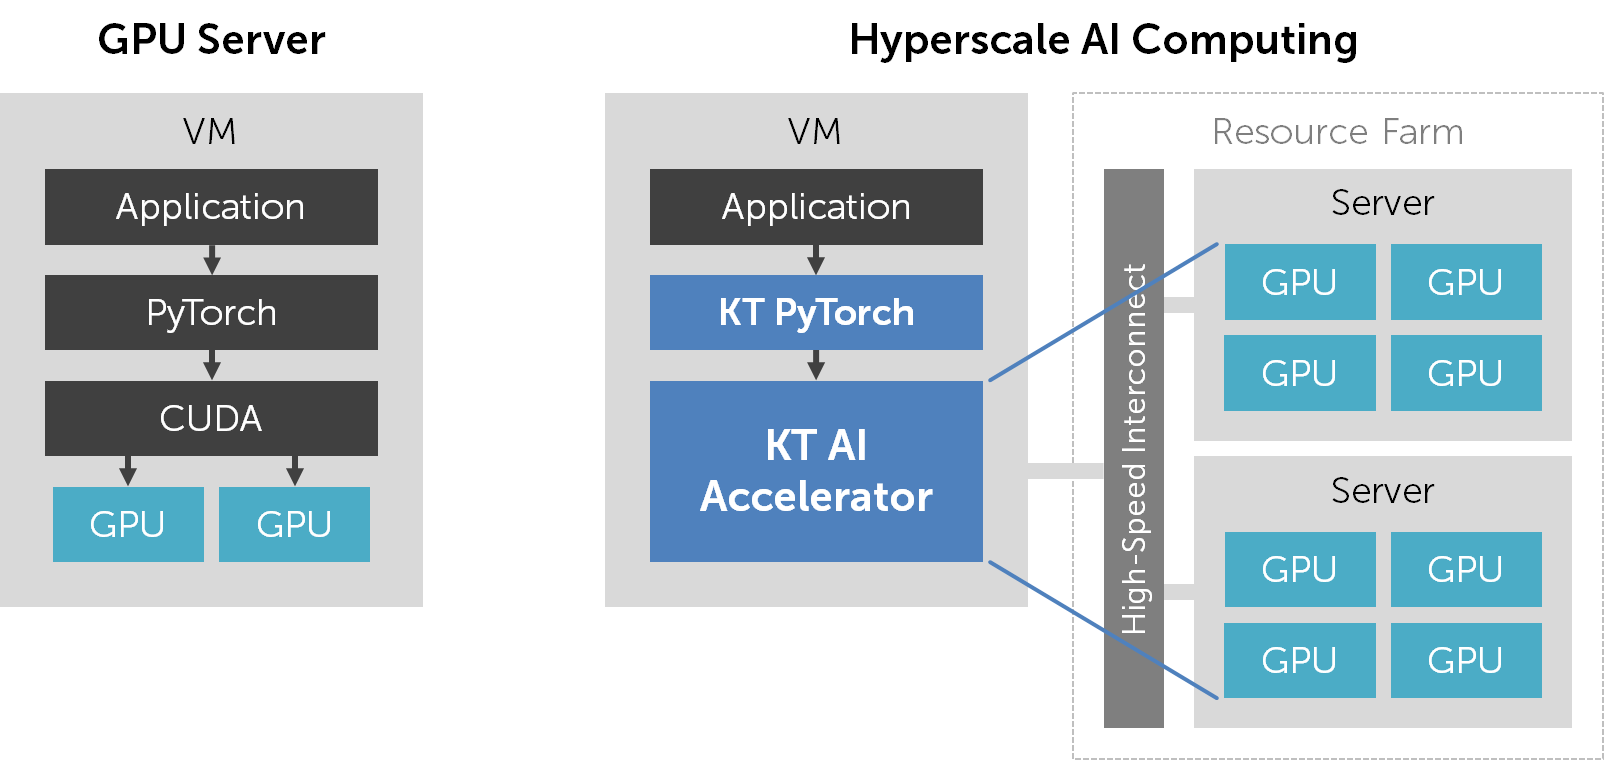 GPU Server
VM
Application
PyTorch
CUDA
GPU
GPU
Hyperscale AI Computing
VM
Application
KT PyTorch
KT AI
Accelerator
Resource Farm
High-Speed Interconnect
Server
GPU
GPU
GPU
GPU
Server
GPU
GPU
GPU
GPU